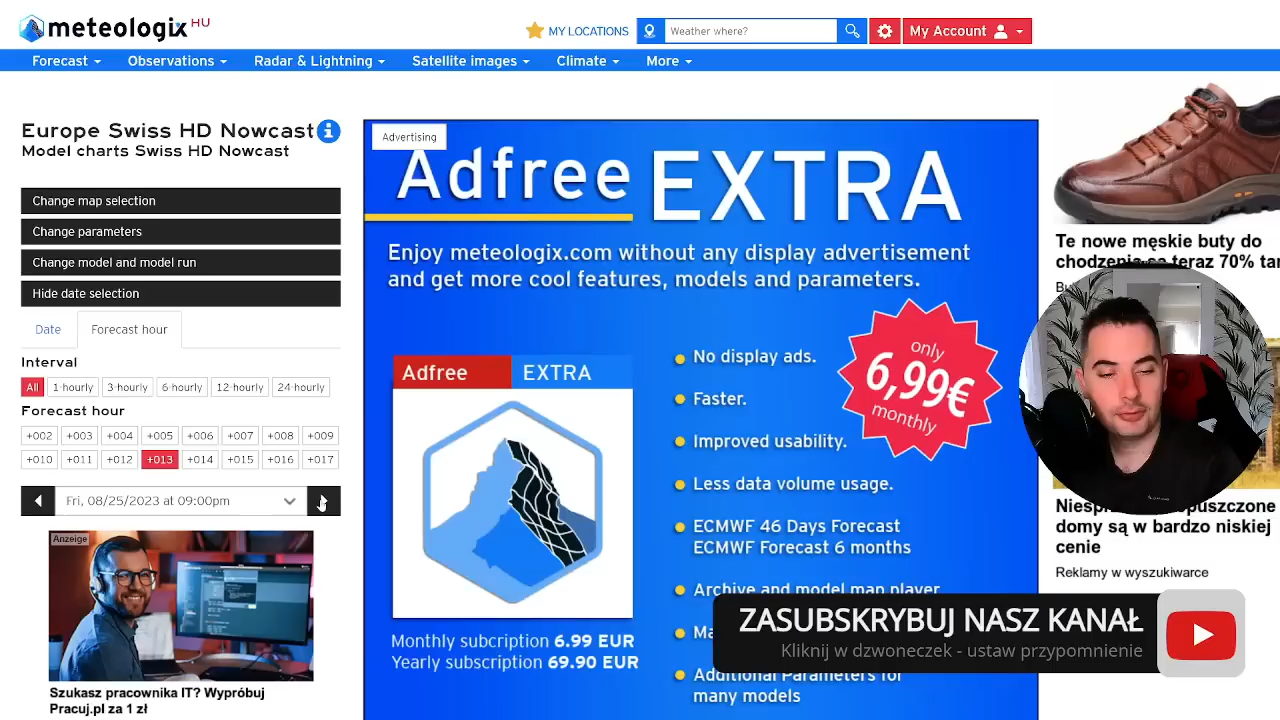 meteologix HU
MY LOCATIONS
Weather where?
My Account
Forecast
Observations
Radar & Lightning
Satellite images
Climate
More
Europe Swiss HD Nowcast
Model charts Swiss HD Nowcast
Change map selection
Change parameters
Change model and model run
Hide date selection
Date
Forecast hour
Interval
All
1-hourly
3-hourly
6-hourly
12-hourly
24-hourly
Forecast hour
+002 +003 +004 +005 +006 +007 +008 +009
+010 +011 +012 +013 +014 +015 +016 +017
Fri, 08/25/2023 at 09:00pm
Anzeige
Szukasz pracownika IT? Wypróbuj
Pracuj.pl za 1 zł
Advertising
Adfree EXTRA
Enjoy meteologix.com without any display advertisement
and get more cool features, models and parameters.
Adfree EXTRA
Monthly subcription 6.99 EUR
Yearly subscription 69.90 EUR
No display ads.
Faster.
Improved usability.
Less data volume usage.
ECMWF 46 Days Forecast
ECMWF Forecast 6 months
Archive and model map player
Additional Parameters for
many models
only
6,99€
monthly
Te nowe męskie buty do
chodzenia są teraz 70% tan
domy są w bardzo niskiej
cenie
Reklamy w wyszukiwarce
ZASUBSKRYBUJ NASZ KANAŁ
Kliknij w dzwoneczek - ustaw przypomnienie